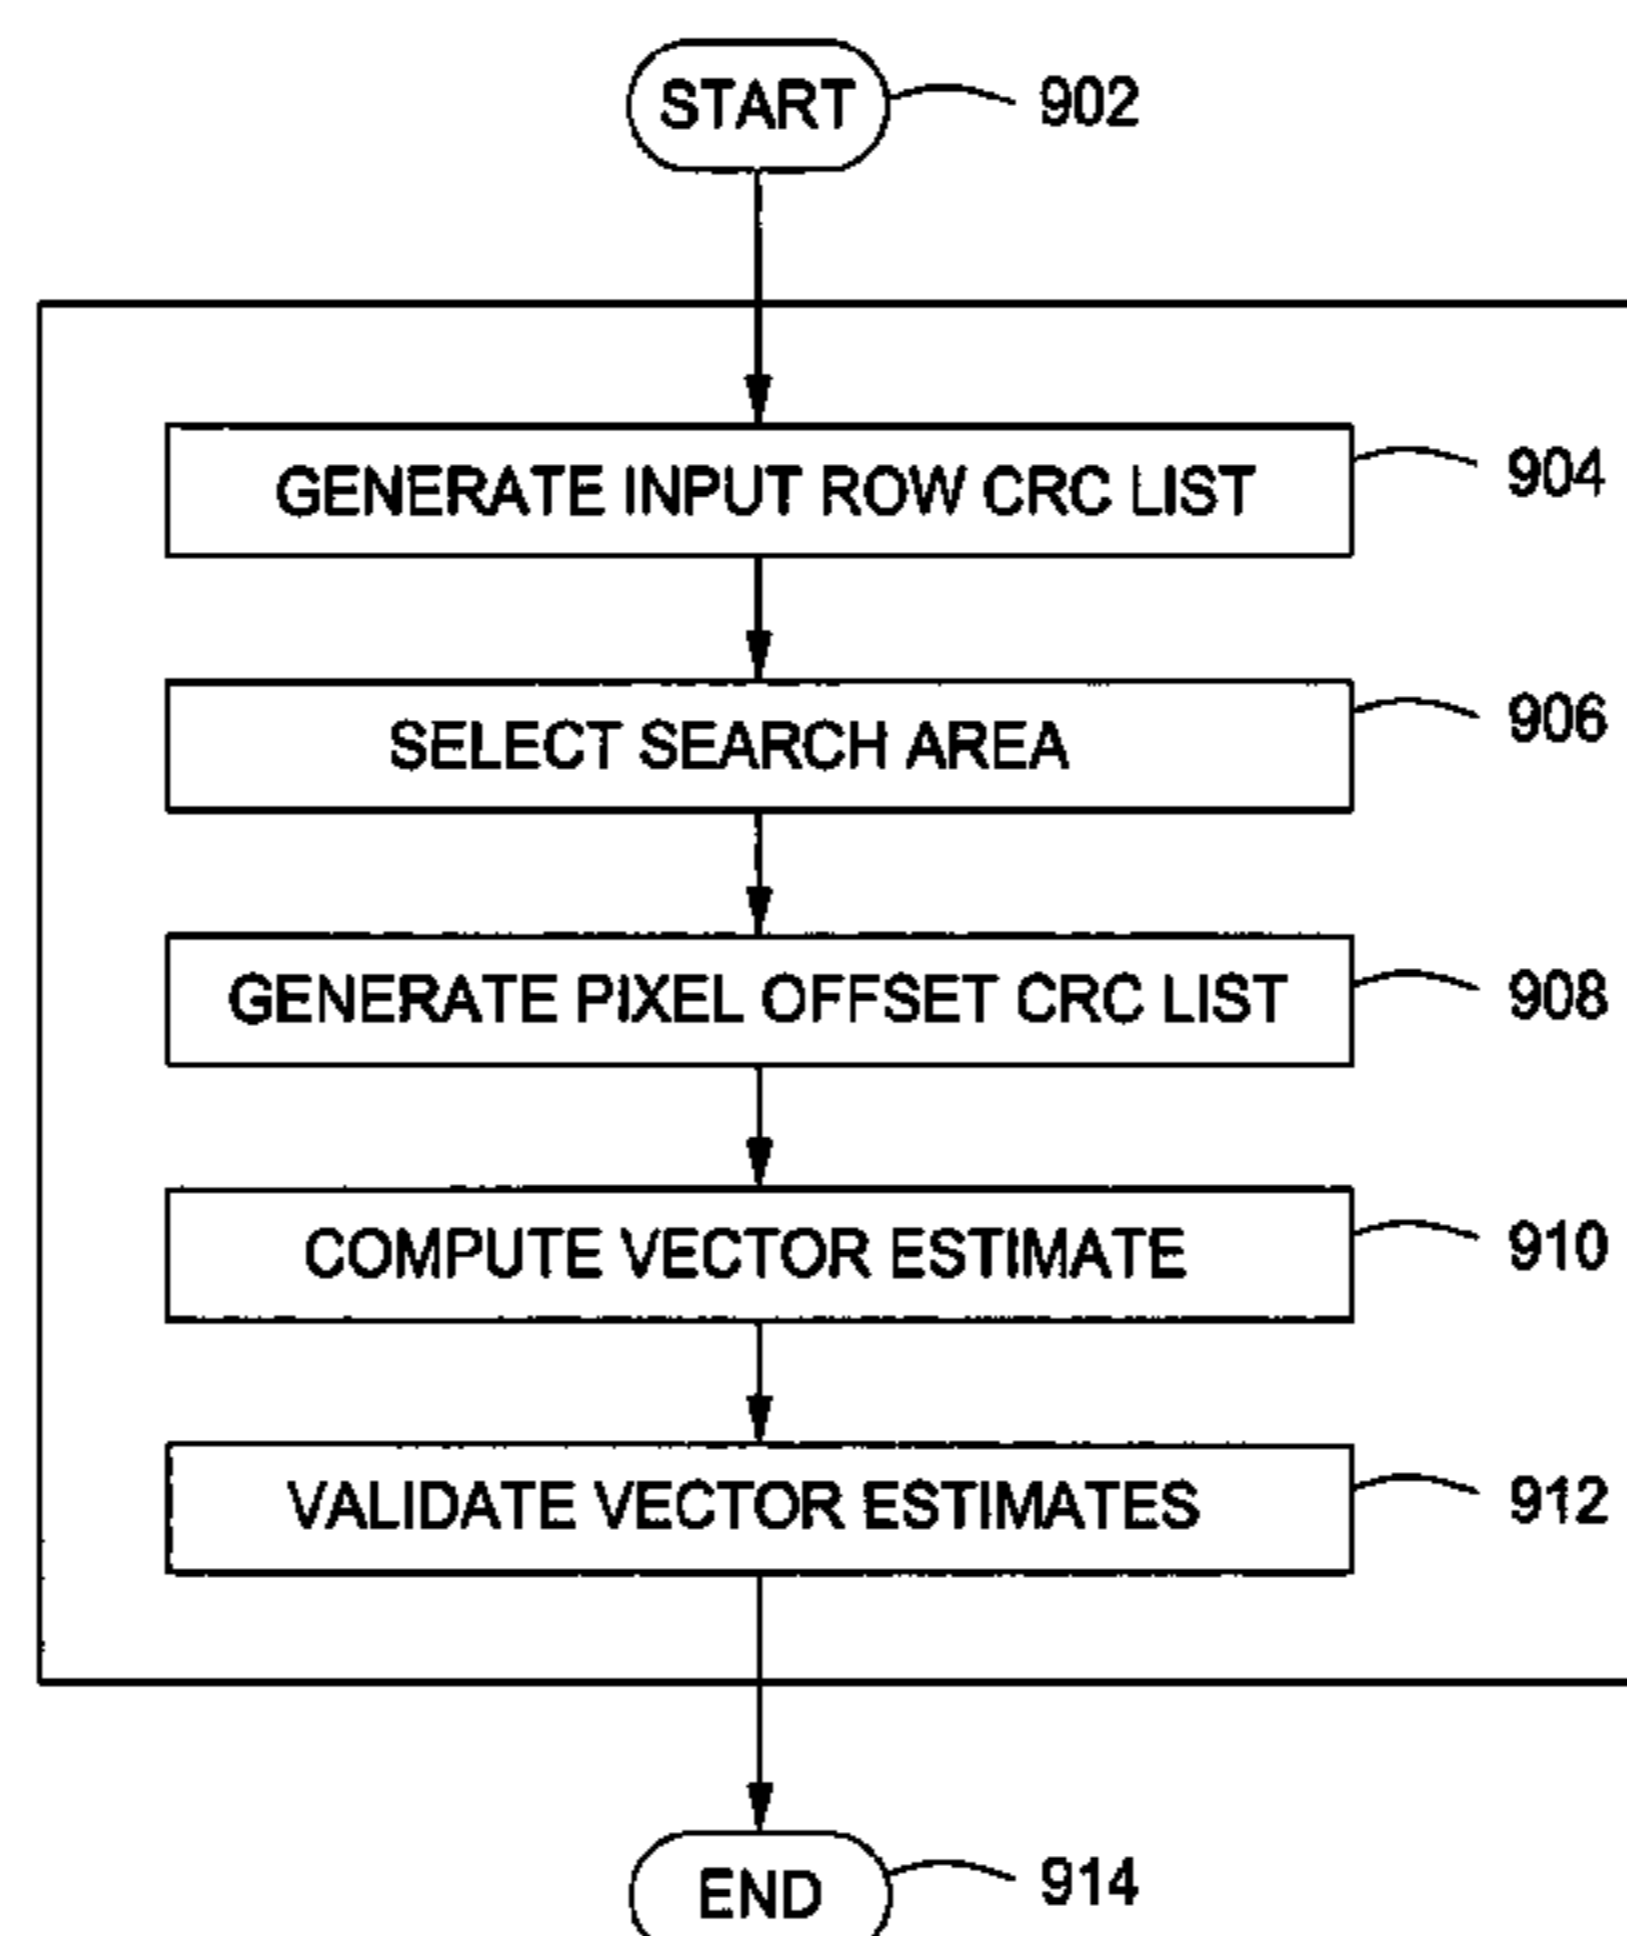 START 902
GENERATE INPUT ROW CRC LIST 904
SELECT SEARCH AREA 906
GENERATE PIXEL OFFSET CRC LIST 908
COMPUTE VECTOR ESTIMATE 910
VALIDATE VECTOR ESTIMATES 912
END 914